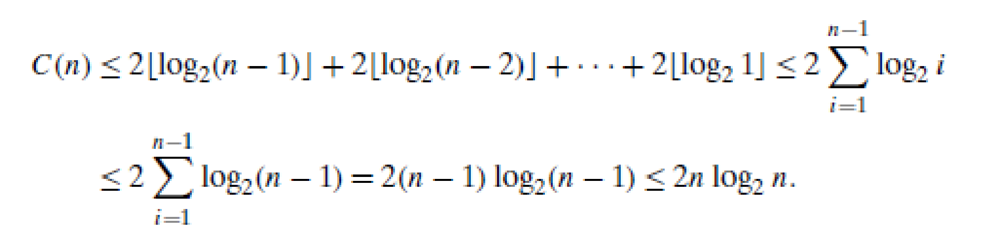 C(n) ≤ 2⌊log₂(n − 1)⌋ + 2⌊log₂(n − 2)⌋ + · · · + 2⌊log₂ 1⌋ ≤ 2 ∑_{i=1}^{n−1} log₂ i
≤ 2 ∑_{i=1}^{n−1} log₂(n − 1) = 2(n − 1) log₂(n − 1) ≤ 2n log₂ n.